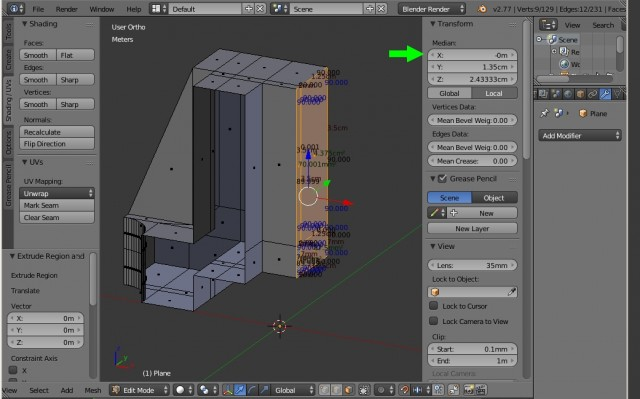 Default
Scene
Blender Render
v2.77 | Verts:9/129 | Edges:12/231 | Faces
Shading
Faces:
Smooth
Flat
Edges:
Smooth
Sharp
Vertices:
Smooth
Sharp
Normals:
Recalculate
Flip Direction
UVs
UV Mapping:
Unwrap
Mark Seam
Clear Seam
Tools
Create
Shading / UVs
Options
Grease Pencil
Extrude Region and
Extrude Region
Translate
Vector
X: 0m
Y: 0m
Z: 0m
Constraint Axis
X
User Ortho
Meters
90.000
(1) Plane
View
Select
Add
Mesh
Edit Mode
Global
Transform
Median:
X: -0m
Y: 1.35cm
Z: 2.43333cm
Global
Local
Vertices Data:
Mean Bevel Weig: 0.00
Edges Data:
Mean Bevel Weig: 0.00
Mean Crease: 0.00
Grease Pencil
Scene
Object
New
New Layer
View
Lens: 35mm
Lock to Object:
Lock to Cursor
Lock Camera to View
Clip:
Start: 0.1mm
End: 1m
Local Camera:
View
Scene
Re
Wo
Plane
Add Modifier